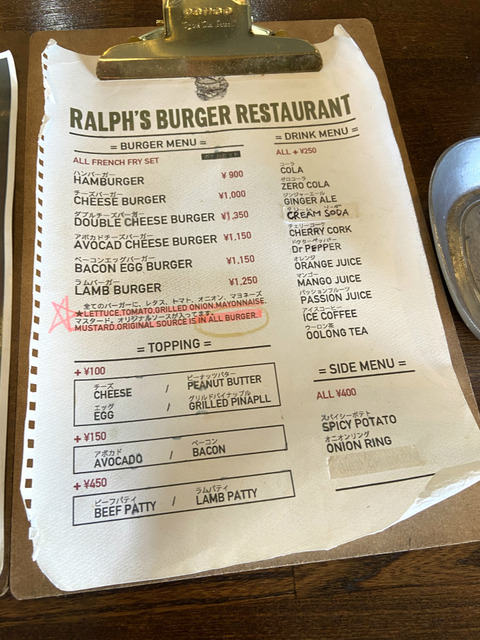 RALPH'S BURGER RESTAURANT
= BURGER MENU =
ALL FRENCH FRY SET
ハンバーガー
HAMBURGER ¥ 900
チーズバーガー
CHEESE BURGER ¥1,000
ダブルチーズバーガー
DOUBLE CHEESE BURGER ¥1,350
アボカドチーズバーガー
AVOCAD CHEESE BURGER ¥1,150
ベーコンエッグバーガー
BACON EGG BURGER ¥1,150
ラムバーガー
LAMB BURGER ¥1,250
全てのバーガーに、レタス、トマト、オニオン、マヨネーズ
★LETTUCE.TOMATO.GRILLED ONION.MAYONNAISE.
マスタード、オリジナルソースが入ってます。
MUSTARD.ORIGINAL SOURCE IS IN ALL BURGER.
= TOPPING =
+ ¥100
チーズ ピーナッツバター
CHEESE / PEANUT BUTTER
エッグ グリルドパイナップル
EGG / GRILLED PINAPLL
+ ¥150
アボカド ベーコン
AVOCADO / BACON
+ ¥450
ビーフパティ ラムパティ
BEEF PATTY / LAMB PATTY
= DRINK MENU =
ALL + ¥250
コーラ
COLA
ゼロコーラ
ZERO COLA
ジンジャーエール
GINGER ALE
CREAM SODA
チェリーコーク
CHERRY CORK
ドクターペッパー
Dr PEPPER
オレンジ
ORANGE JUICE
マンゴー
MANGO JUICE
パッションフルーツ
PASSION JUICE
アイスコーヒー
ICE COFFEE
ウーロン茶
OOLONG TEA
= SIDE MENU =
ALL ¥400
スパイシーポテト
SPICY POTATO
オニオンリング
ONION RING